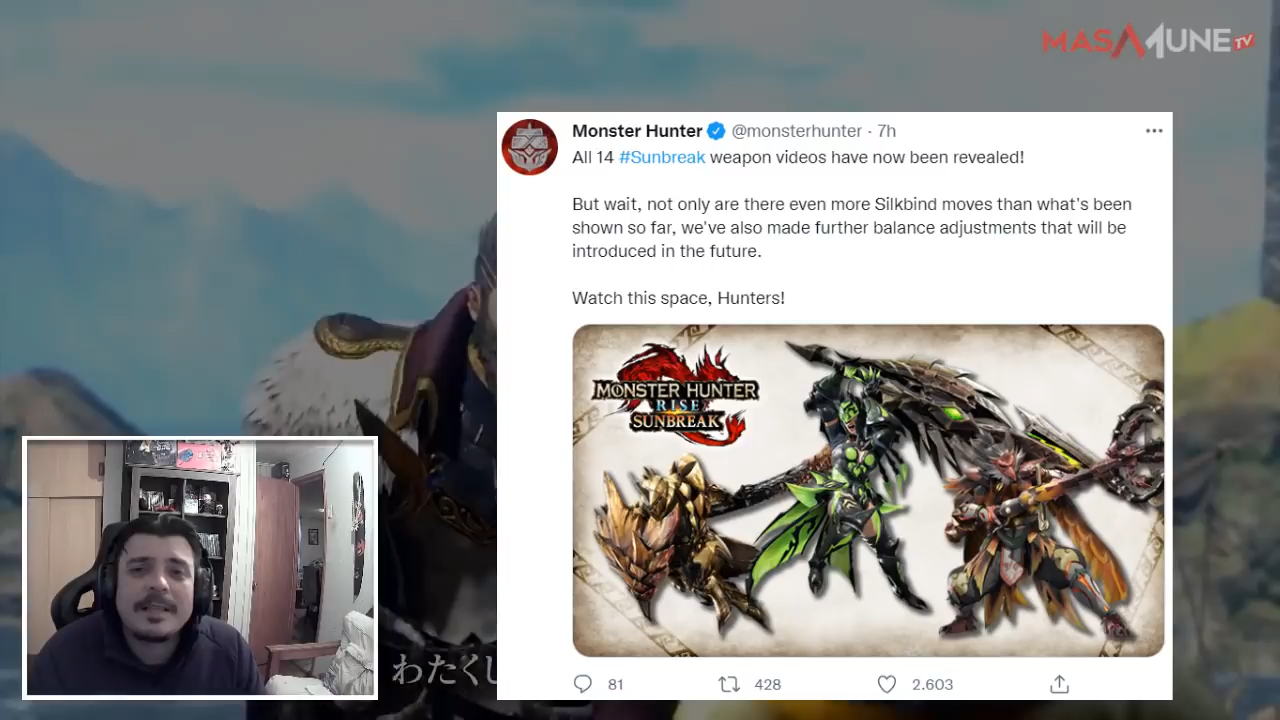 MASAMUNE TV
Monster Hunter @monsterhunter · 7h
All 14 #Sunbreak weapon videos have now been revealed!
But wait, not only are there even more Silkbind moves than what's been
shown so far, we've also made further balance adjustments that will be
introduced in the future.
Watch this space, Hunters!
MONSTER HUNTER
RISE
SUNBREAK
わたくし
81 428 2.603